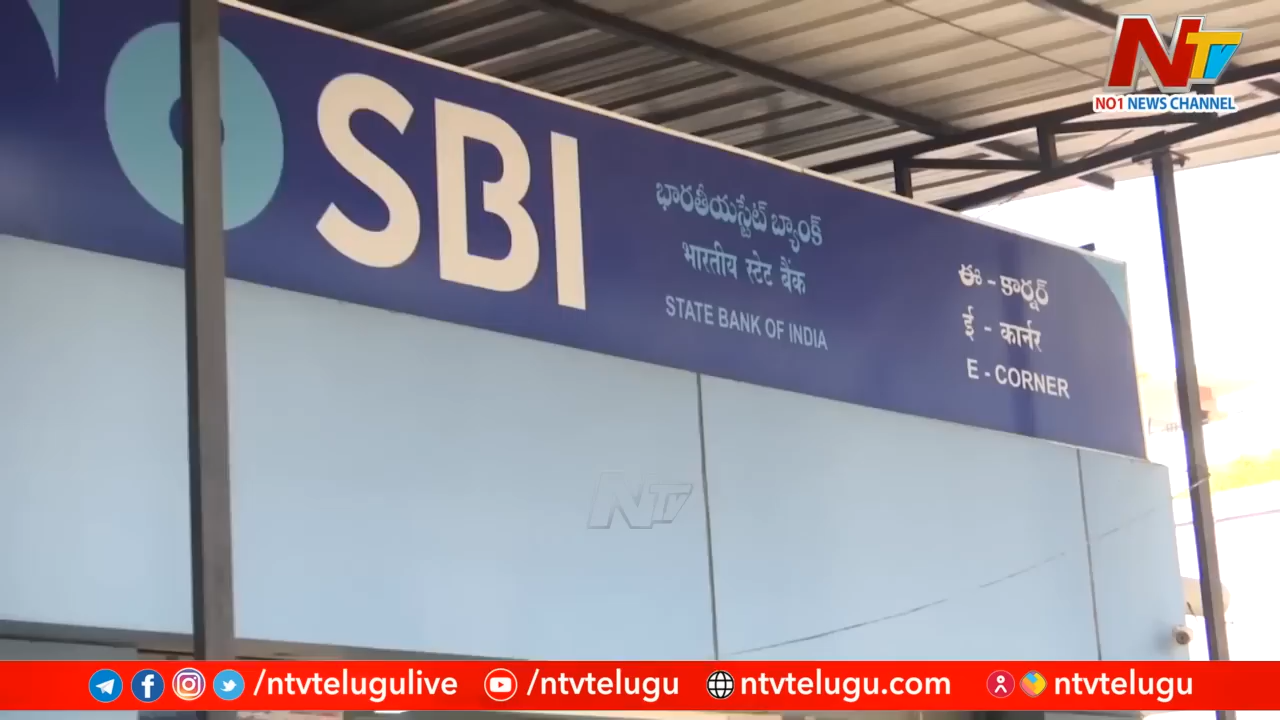 NTV
NO1 NEWS CHANNEL
SBI
భారతీయస్టేట్ బ్యాంక్
भारतीय स्टेट बैंक
STATE BANK OF INDIA
ఈ - కార్నర్
ई - कार्नर
E - CORNER
NTV
/ntvtelugulive
/ntvtelugu
ntvtelugu.com
ntvtelugu